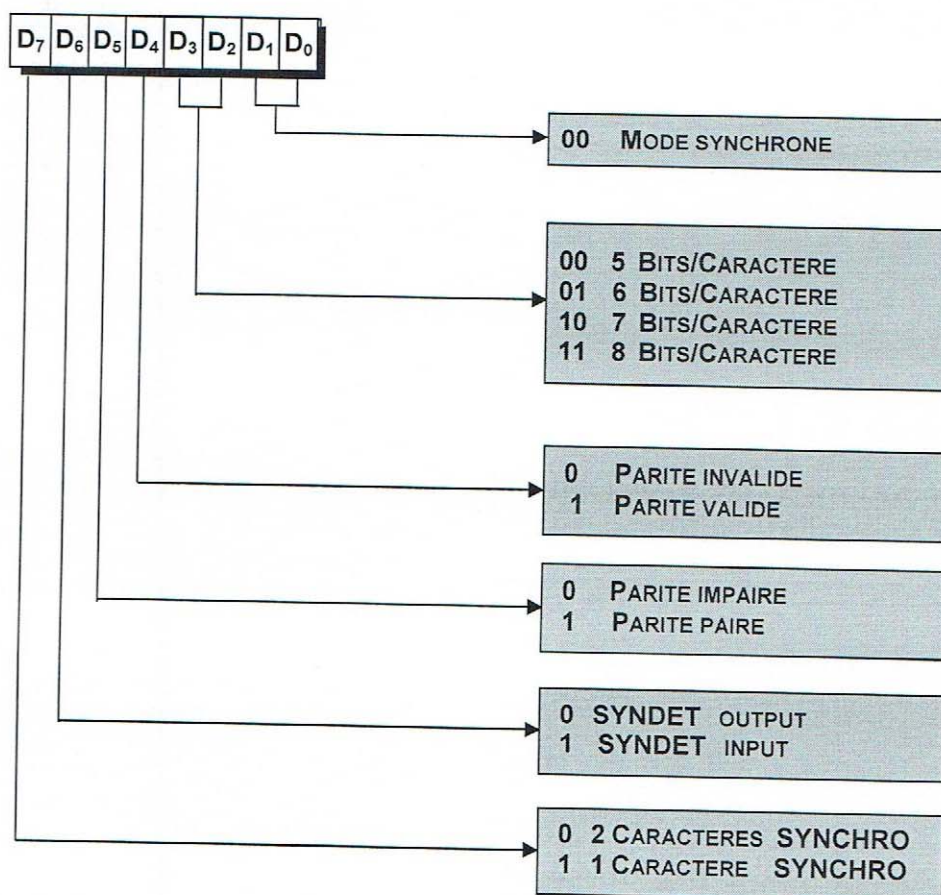 D7 D6 D5 D4 D3 D2 D1 D0
00 MODE SYNCHRONE
00 5 BITS/CARACTERE
01 6 BITS/CARACTERE
10 7 BITS/CARACTERE
11 8 BITS/CARACTERE
0 PARITE INVALIDE
1 PARITE VALIDE
0 PARITE IMPAIRE
1 PARITE PAIRE
0 SYNDET OUTPUT
1 SYNDET INPUT
0 2 CARACTERES SYNCHRO
1 1 CARACTERE SYNCHRO